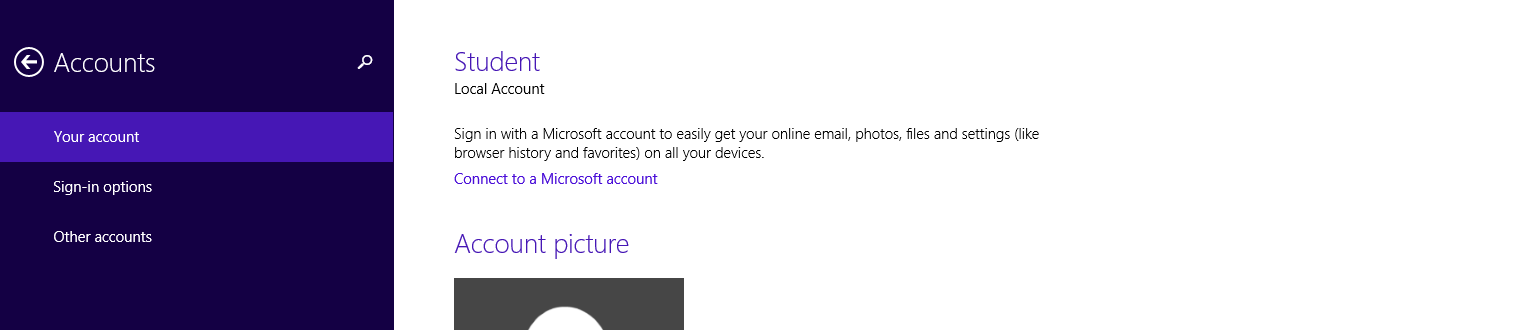 Accounts
Your account
Sign-in options
Other accounts
Student
Local Account
Sign in with a Microsoft account to easily get your online email, photos, files and settings (like
browser history and favorites) on all your devices.
Connect to a Microsoft account
Account picture